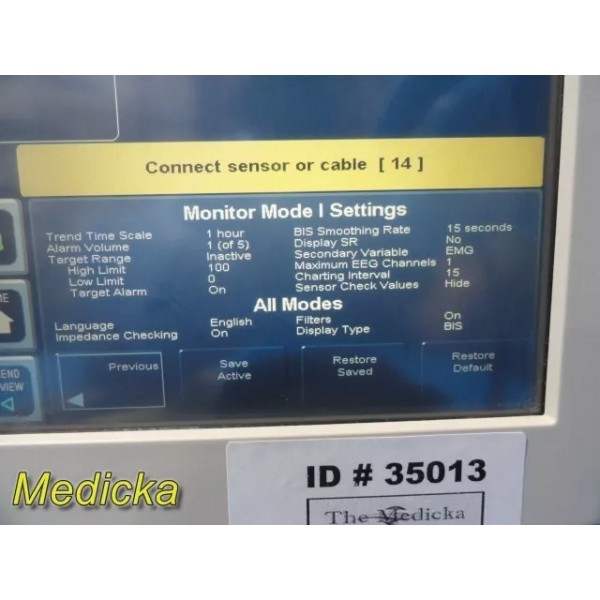 Connect sensor or cable [ 14 ]
Monitor Mode | Settings
Trend Time Scale 1 hour BIS Smoothing Rate 15 seconds
Alarm Volume 1 (of 5) Display SR No
Target Range Inactive Secondary Variable EMG
High Limit 100 Maximum EEG Channels 1
Low Limit 0 Charting Interval 15
Target Alarm On Sensor Check Values Hide
All Modes
Language English Filters On
Impedance Checking On Display Type BIS
ME
END
VIEW
Previous
Save
Active
Restore
Saved
Restore
Default
Medicka
ID # 35013
The Medicka